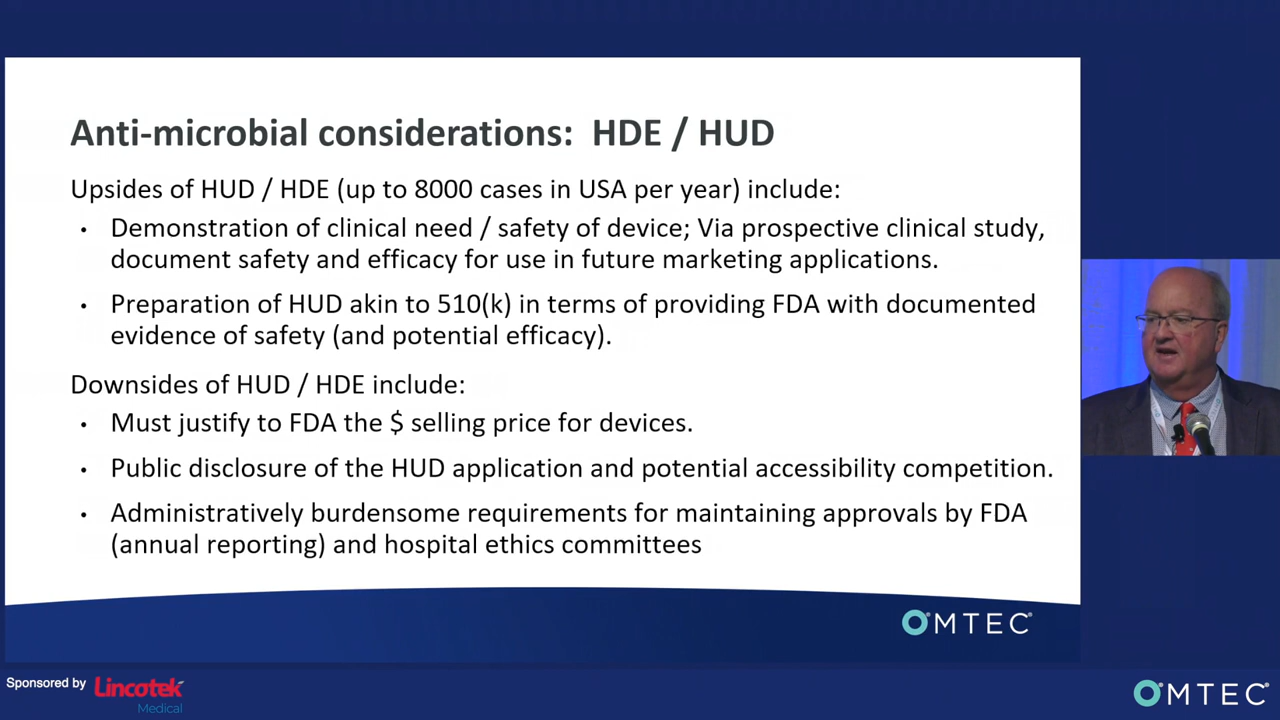 Anti-microbial considerations:  HDE / HUD
Upsides of HUD / HDE (up to 8000 cases in USA per year) include:
• Demonstration of clinical need / safety of device; Via prospective clinical study,
document safety and efficacy for use in future marketing applications.
• Preparation of HUD akin to 510(k) in terms of providing FDA with documented
evidence of safety (and potential efficacy).
Downsides of HUD / HDE include:
• Must justify to FDA the $ selling price for devices.
• Public disclosure of the HUD application and potential accessibility competition.
• Administratively burdensome requirements for maintaining approvals by FDA
(annual reporting) and hospital ethics committees
OMTEC
Sponsored by Lincotek
Medical
OMTEC